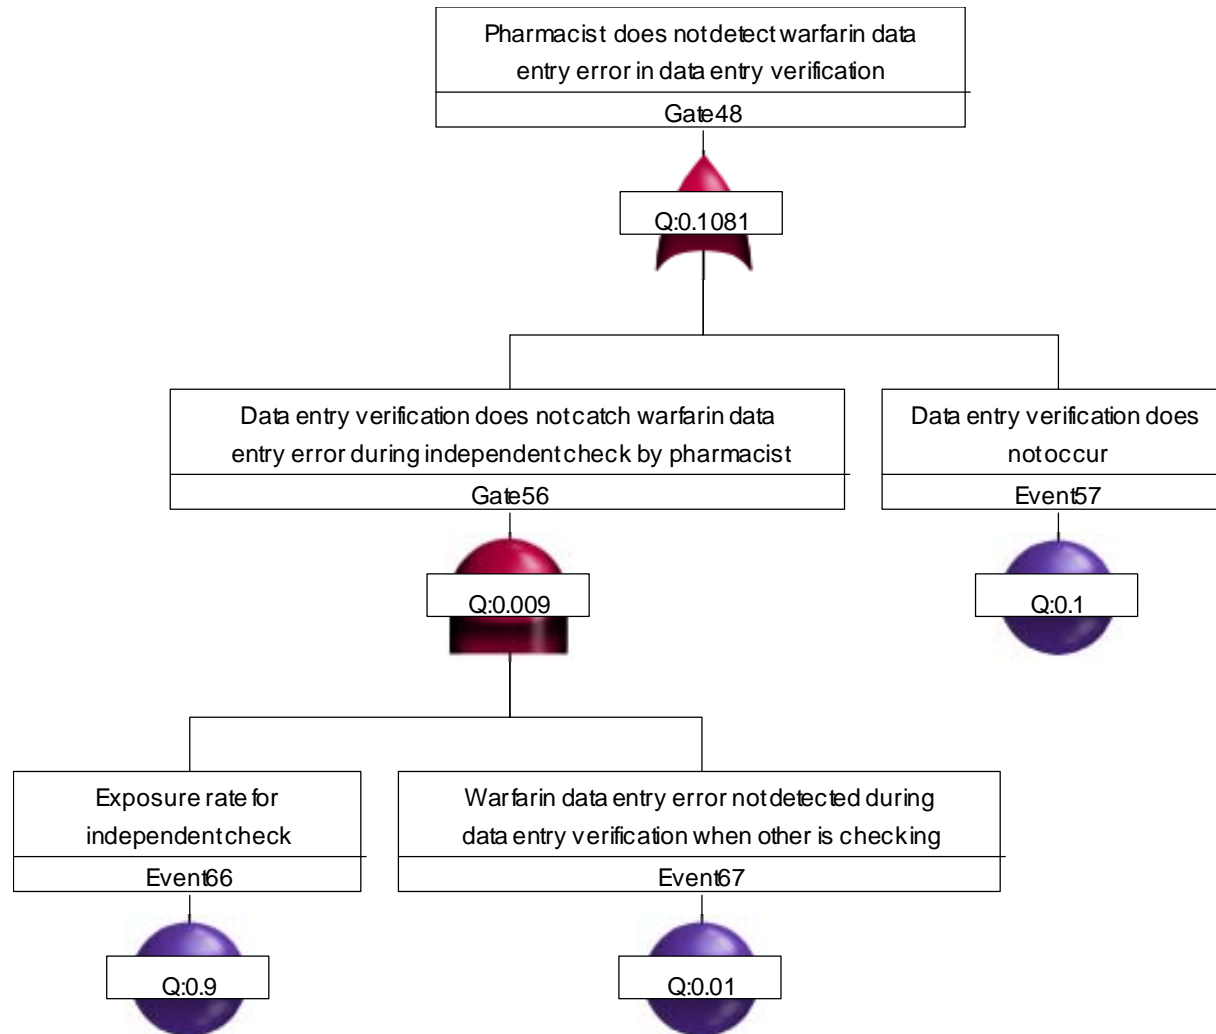 Pharmacist does not detect warfarin data
entry error in data entry verification
Gate48
Q:0.1081
Data entry verification does not catch warfarin data
entry error during independent check by pharmacist
Gate56
Data entry verification does
not occur
Event57
Q:0.009
Q:0.1
Exposure rate for
independent check
Event66
Warfarin data entry error not detected during
data entry verification when other is checking
Event67
Q:0.9
Q:0.01